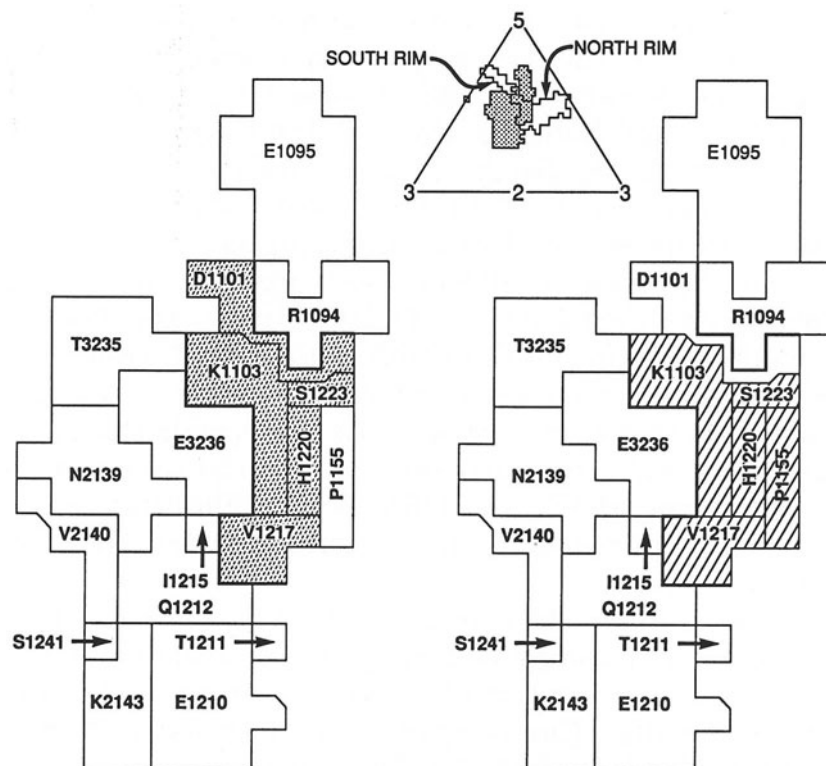 5
SOUTH RIM
NORTH RIM
3
2
3
E1095
D1101
R1094
T3235
K1103
S1223
E3236
H1220
P1155
N2139
V2140
V1217
I1215
Q1212
S1241
T1211
K2143
E1210
E1095
D1101
R1094
T3235
K1103
S1223
E3236
H1220
P1155
N2139
V2140
V1217
I1215
Q1212
S1241
T1211
K2143
E1210